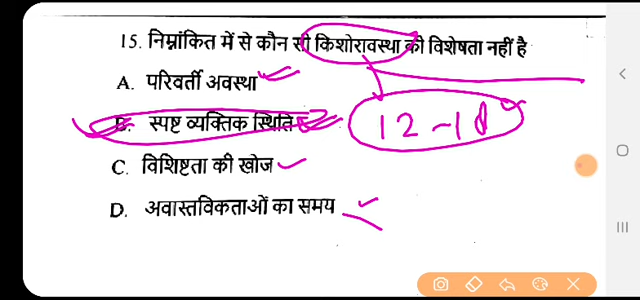 15. निम्नांकित में से कौन सी किशोरावस्था की विशेषता नहीं है
A. परिवर्ती अवस्था
B. स्पष्ट व्यक्तिक स्थिति
12-18
C. विशिष्टता की खोज
D. अवास्तविकताओं का समय